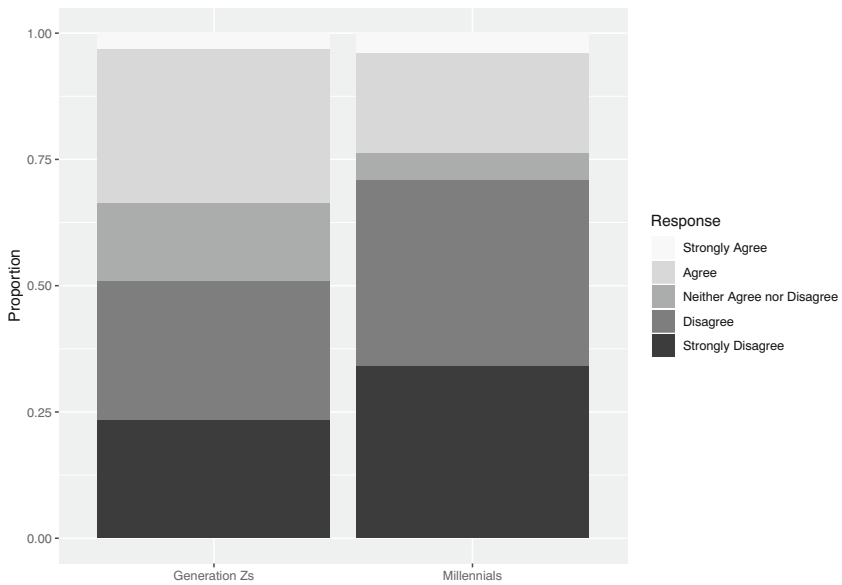 1.00
0.75
0.50
0.25
0.00
Proportion
Generation Zs
Millennials
Response
Strongly Agree
Agree
Neither Agree nor Disagree
Disagree
Strongly Disagree